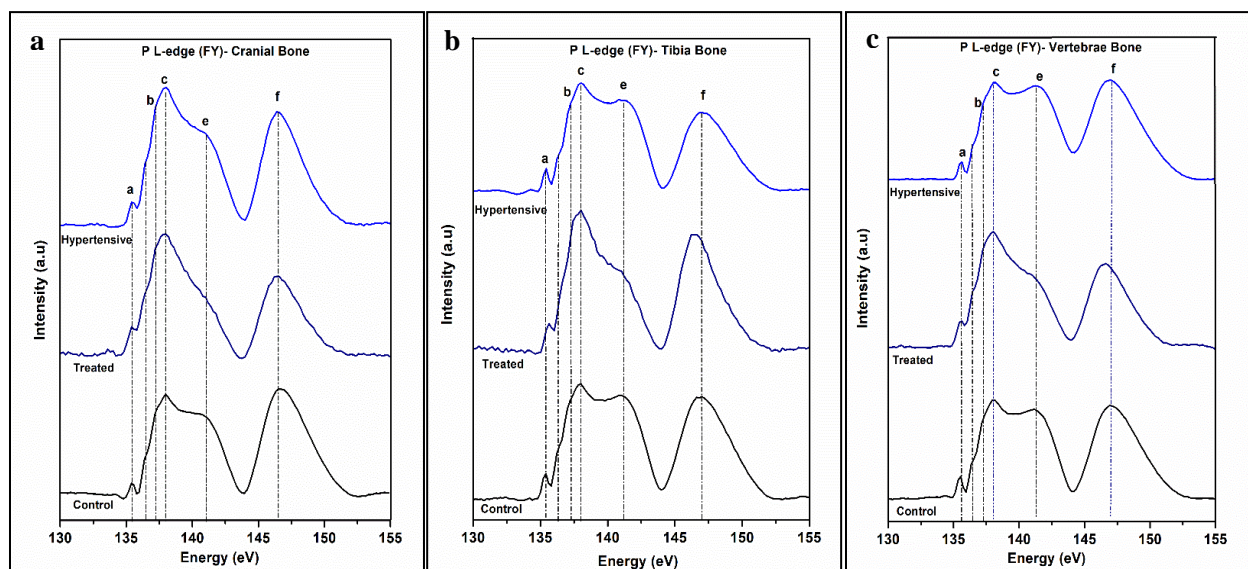 a
P L-edge (FY)- Cranial Bone
c
b
f
e
a
Hypertensive
Treated
Control
Intensity (a.u)
130 135 140 145 150 155
Energy (eV)
b
P L-edge (FY)- Tibia Bone
c
b
e
f
a
Hypertensive
Treated
Control
Intensity (a.u)
130 135 140 145 150 155
Energy (eV)
c
P L-edge (FY)- Vertebrae Bone
c
e
f
b
a
Hypertensive
Treated
Control
Intensity (a.u)
130 135 140 145 150 155
Energy (eV)